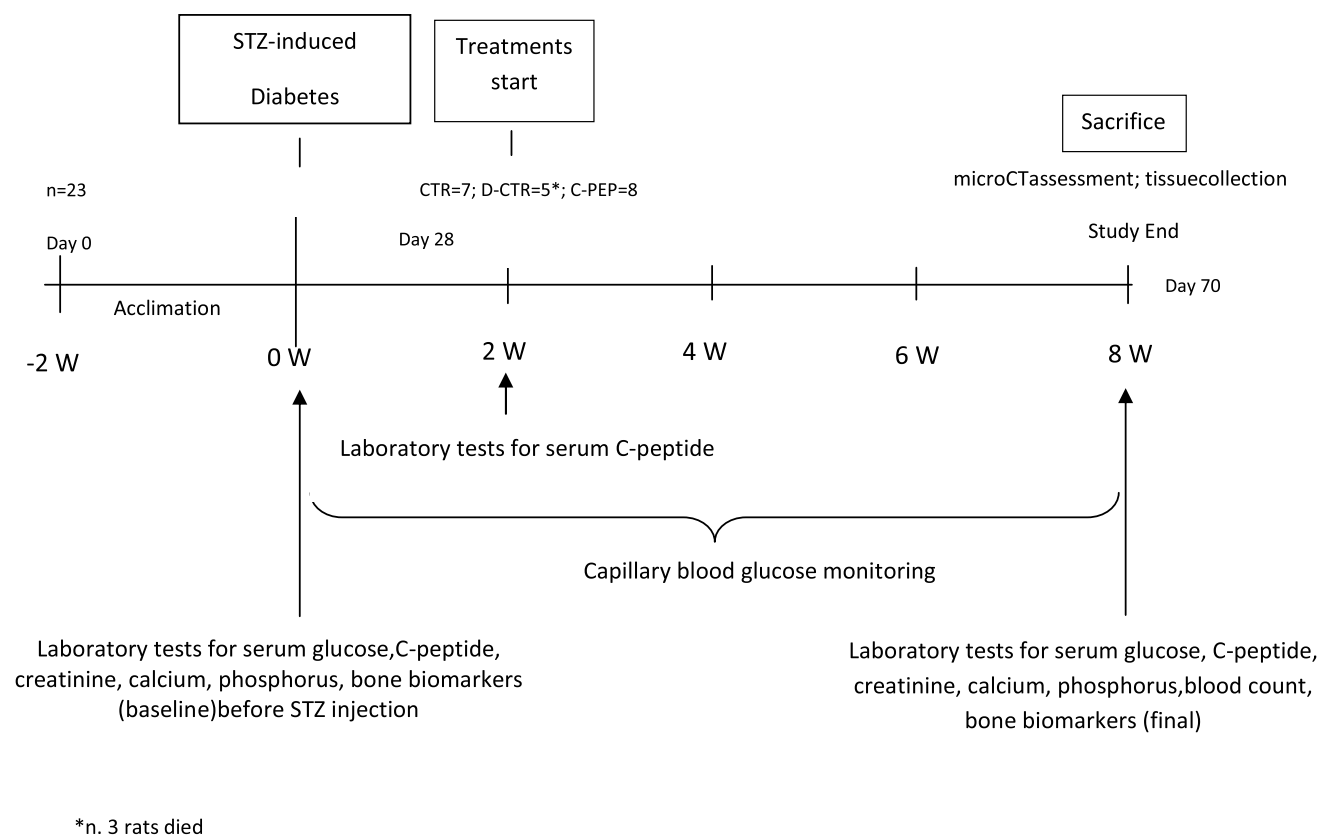 STZ-induced
Diabetes
Treatments
start
Sacrifice
n=23
CTR=7; D-CTR=5*; C-PEP=8
microCTassessment; tissuecollection
Day 0
Day 28
Study End
Day 70
Acclimation
-2 W
0 W
2 W
4 W
6 W
8 W
Laboratory tests for serum C-peptide
Capillary blood glucose monitoring
Laboratory tests for serum glucose,C-peptide,
creatinine, calcium, phosphorus, bone biomarkers
(baseline)before STZ injection
Laboratory tests for serum glucose, C-peptide,
creatinine, calcium, phosphorus,blood count,
bone biomarkers (final)
*n. 3 rats died